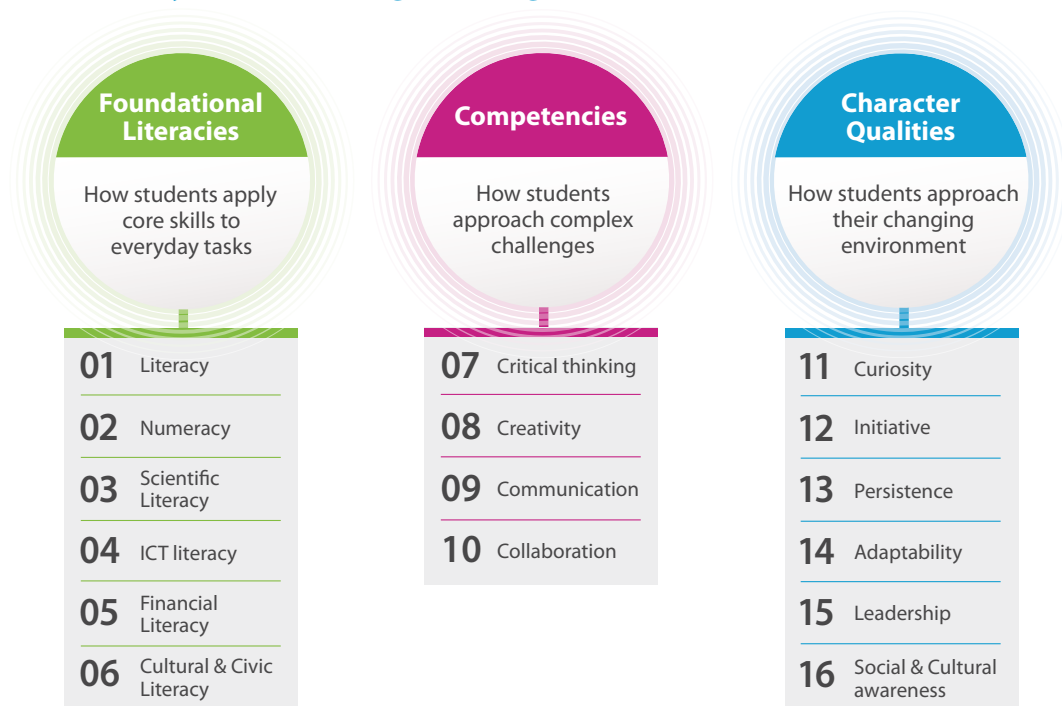 Foundational
Literacies
How students apply
core skills to
everyday tasks
01 Literacy
02 Numeracy
03 Scientific
Literacy
04 ICT literacy
05 Financial
Literacy
06 Cultural & Civic
Literacy
Competencies
How students
approach complex
challenges
07 Critical thinking
08 Creativity
09 Communication
10 Collaboration
Character
Qualities
How students approach
their changing
environment
11 Curiosity
12 Initiative
13 Persistence
14 Adaptability
15 Leadership
16 Social & Cultural
awareness